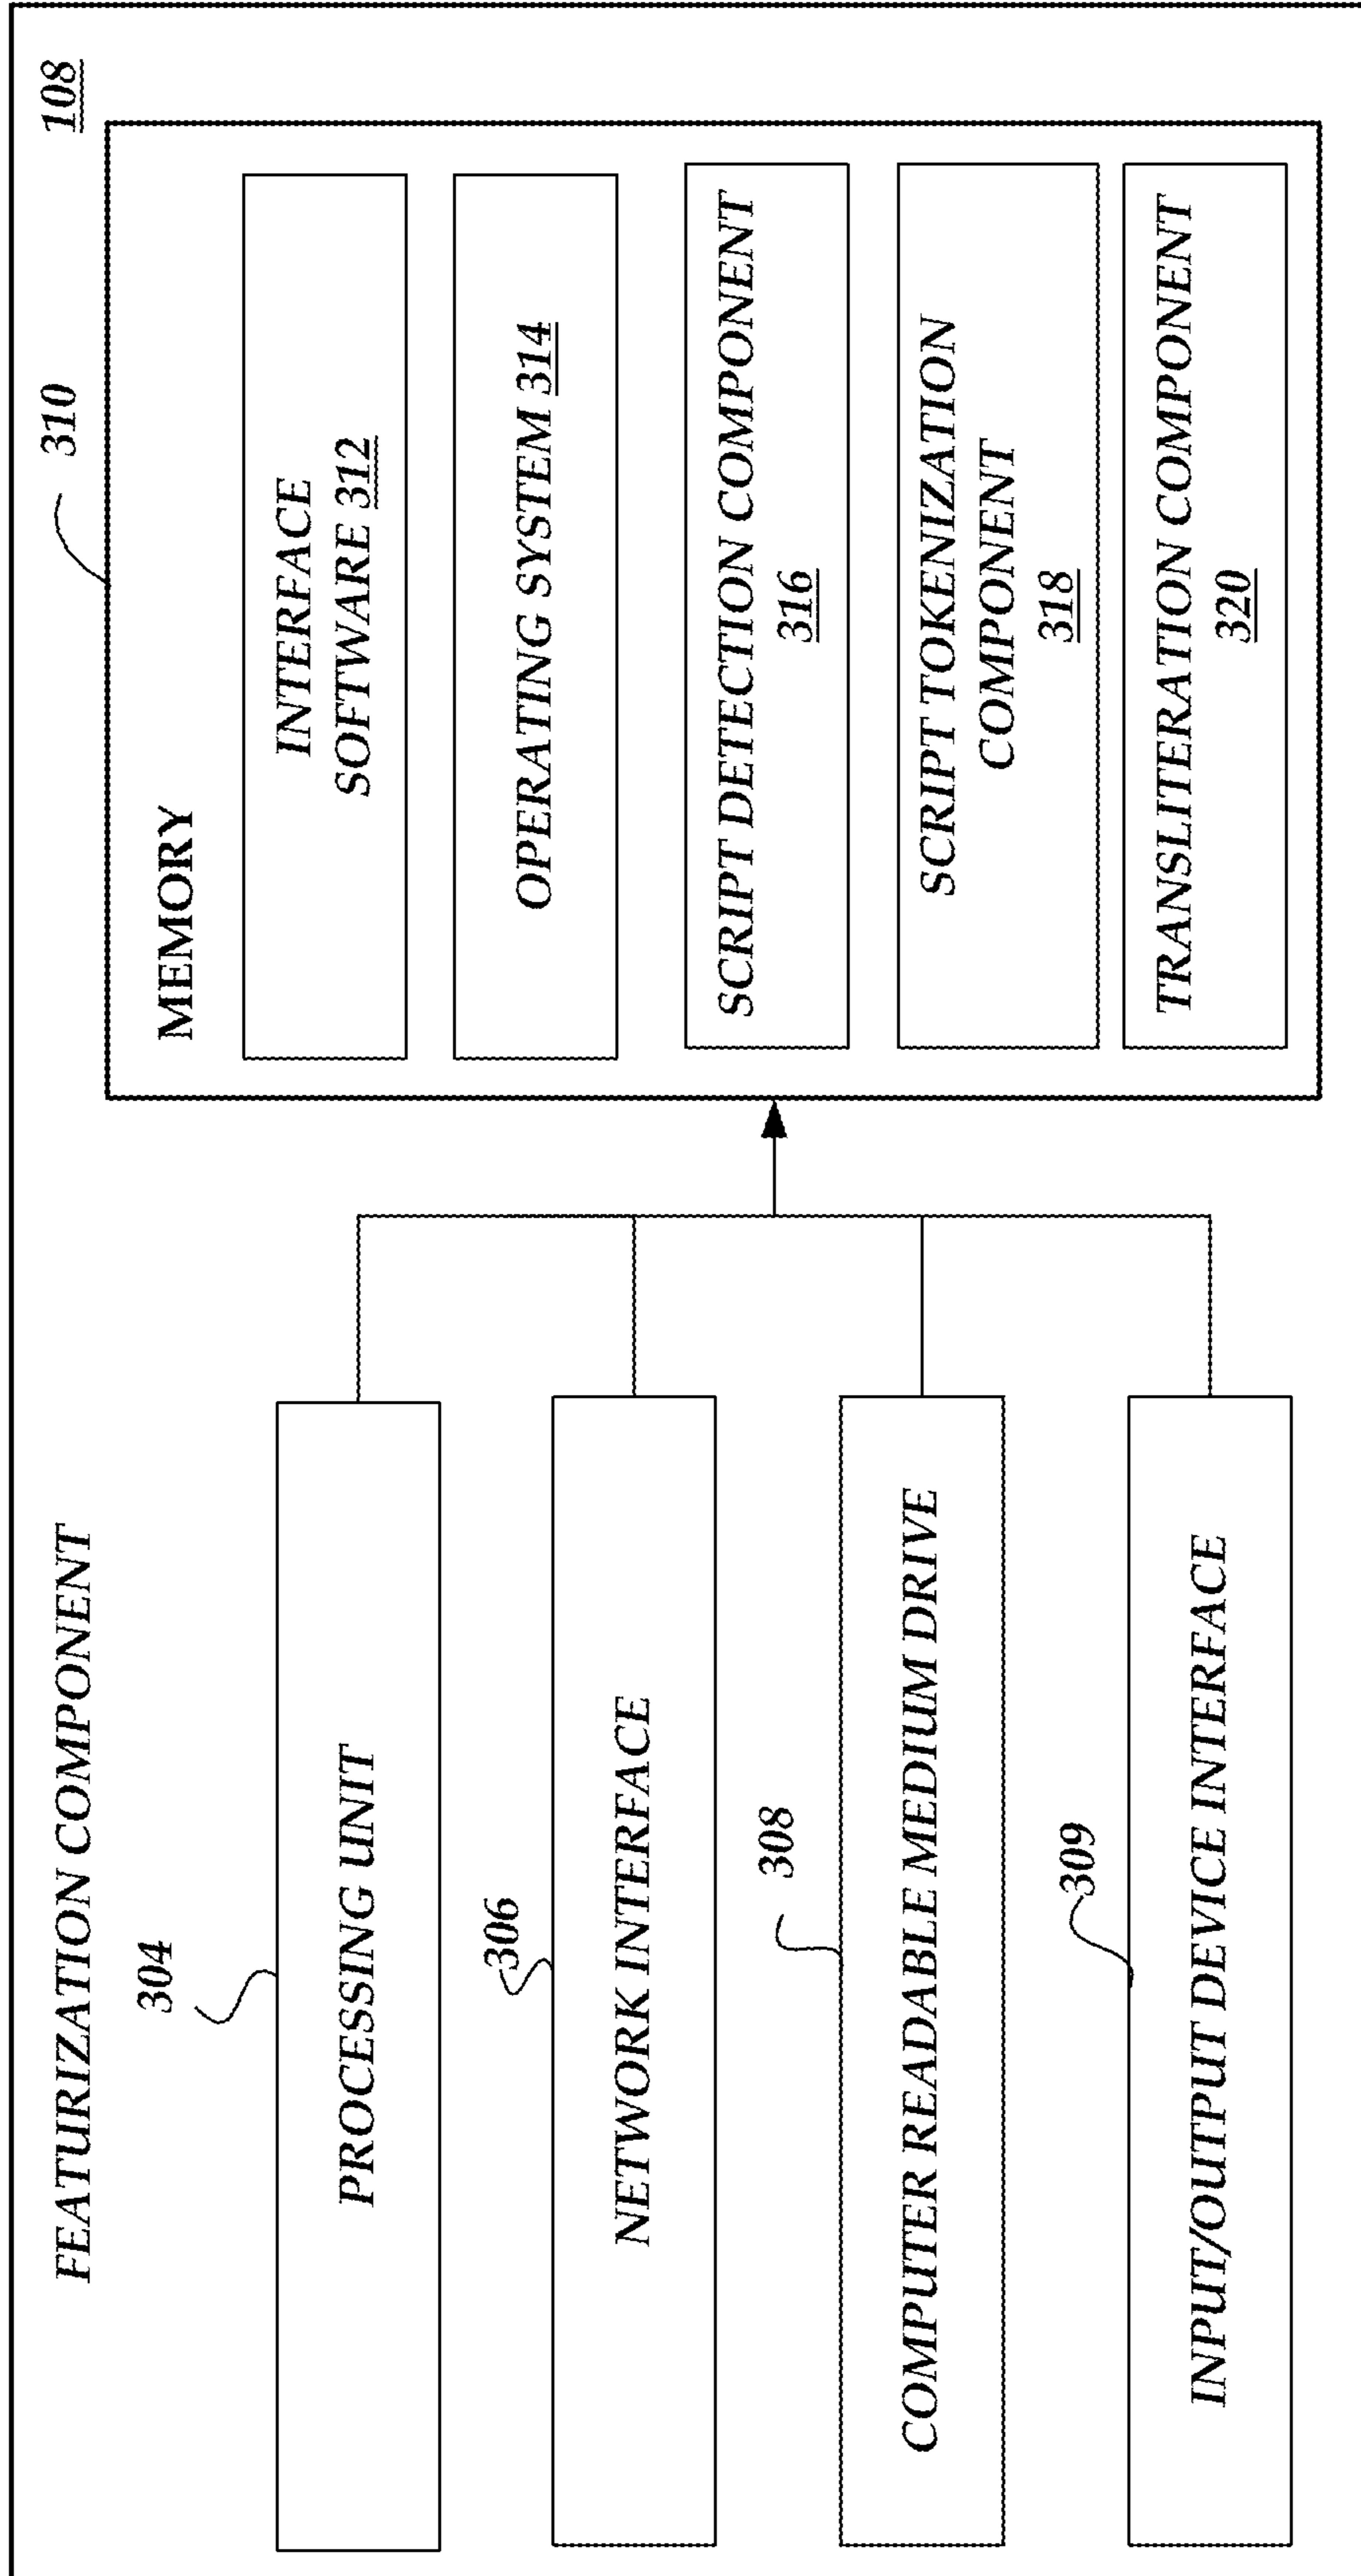 FEATURIZATION COMPONENT
108
304
PROCESSING UNIT
306
NETWORK INTERFACE
308
COMPUTER READABLE MEDIUM DRIVE
309
INPUT/OUTPUT DEVICE INTERFACE
310
MEMORY
INTERFACE
SOFTWARE 312
OPERATING SYSTEM 314
SCRIPT DETECTION COMPONENT
316
SCRIPT TOKENIZATION
COMPONENT
318
TRANSLITERATION COMPONENT
320